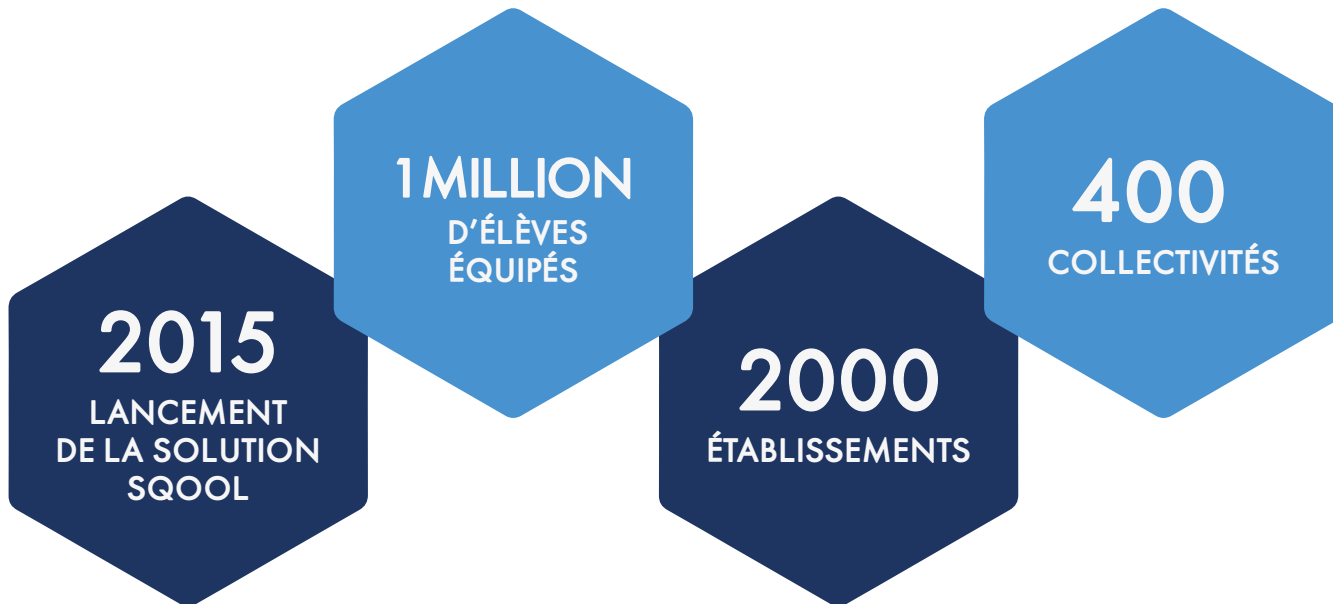 2015
LANCEMENT
DE LA SOLUTION
SQOOL
1 MILLION
D'ÉLÈVES
ÉQUIPÉS
2000
ÉTABLISSEMENTS
400
COLLECTIVITÉS